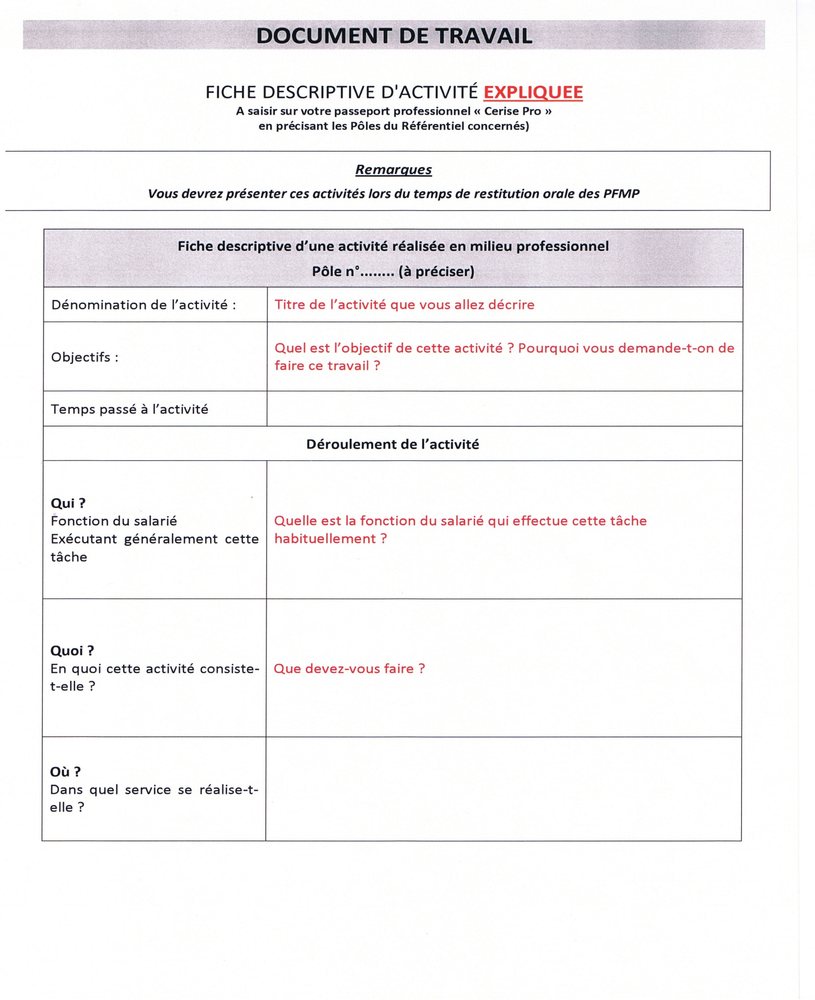 DOCUMENT DE TRAVAIL
FICHE DESCRIPTIVE D'ACTIVITÉ EXPLIQUEE
A saisir sur votre passeport professionnel « Cerise Pro »
en précisant les Pôles du Référentiel concernés)
Remarques
Vous devrez présenter ces activités lors du temps de restitution orale des PFMP
Fiche descriptive d’une activité réalisée en milieu professionnel
Pôle n°........ (à préciser)
Dénomination de l’activité :
Titre de l’activité que vous allez décrire
Objectifs :
Quel est l’objectif de cette activité ? Pourquoi vous demande-t-on de
faire ce travail ?
Temps passé à l’activité
Déroulement de l’activité
Qui ?
Fonction du salarié
Exécutant généralement cette
tâche
Quelle est la fonction du salarié qui effectue cette tâche
habituellement ?
Quoi ?
En quoi cette activité consiste-
t-elle ?
Que devez-vous faire ?
Où ?
Dans quel service se réalise-t-
elle ?